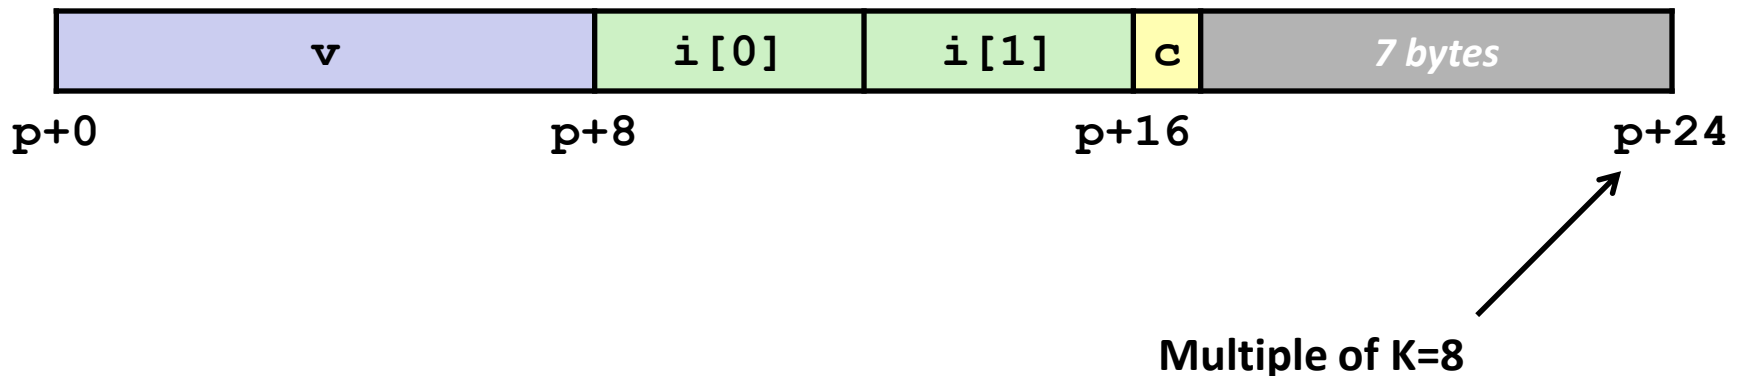 v i[0] i[1] c 7 bytes
p+0 p+8 p+16 p+24
Multiple of K=8